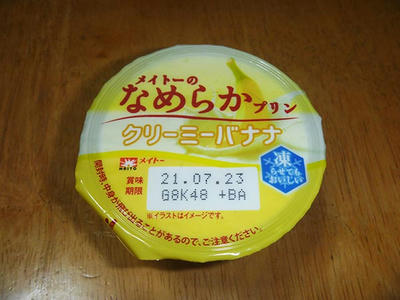 メイトーの
なめらかプリン
クリーミーバナナ
MEITO メイトー
凍
らせても
おいしい
賞味
期限
21.07.23
G8K48 +BA
※イラストはイメージです。
開封時、中身が飛び出ることがあるので、ご注意ください。